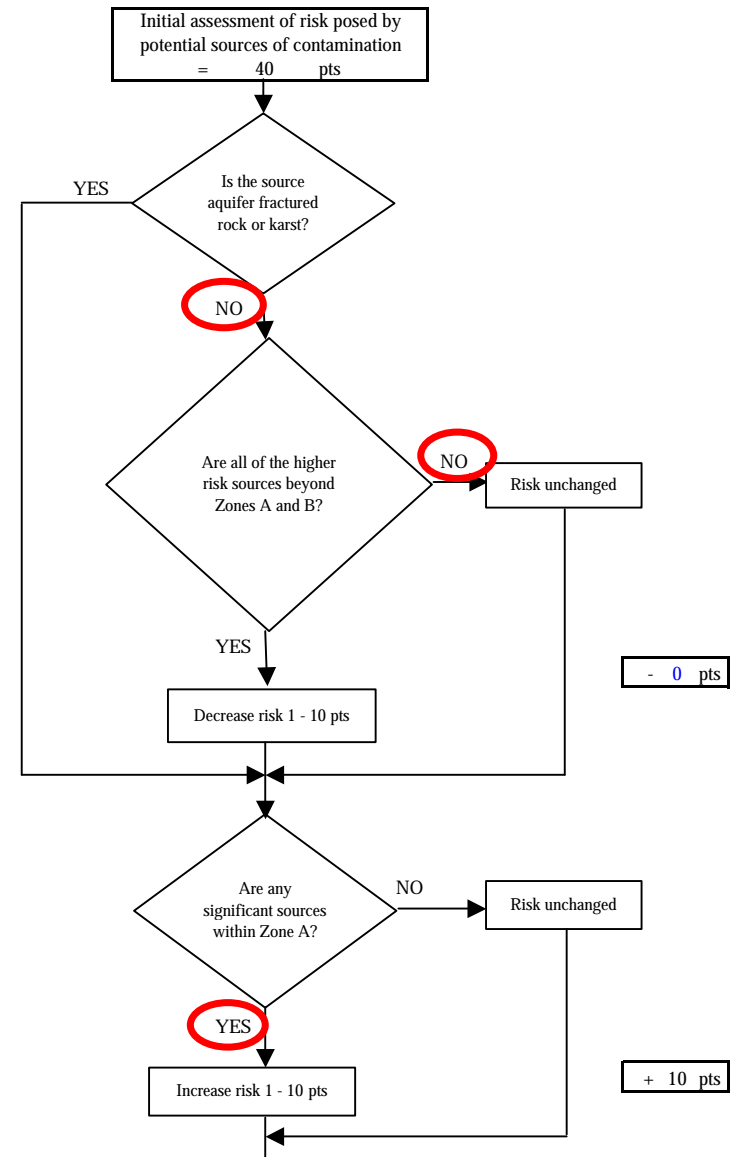 Initial assessment of risk posed by
potential sources of contamination
= 40 pts
YES
Is the source
aquifer fractured
rock or karst?
NO
Are all of the higher
risk sources beyond
Zones A and B?
NO
Risk unchanged
YES
- 0 pts
Decrease risk 1 - 10 pts
Are any
significant sources
within Zone A?
NO
Risk unchanged
YES
+ 10 pts
Increase risk 1 - 10 pts